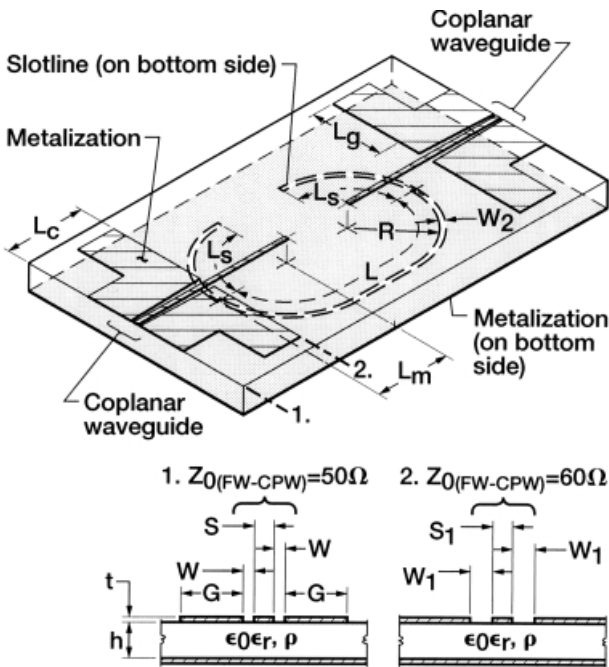 Coplanar
waveguide
Slotline (on bottom side)
Metalization
Lg
Ls
Lc
W2
R
Ls
L
Metalization
(on bottom
side)
2.
Lm
Coplanar
waveguide
1.
1. Z0(FW-CPW)=50Ω
2. Z0(FW-CPW)=60Ω
S
S1
W
W1
W
W1
G
G
t
h
ϵ0ϵr, ρ
ϵ0ϵr, ρ